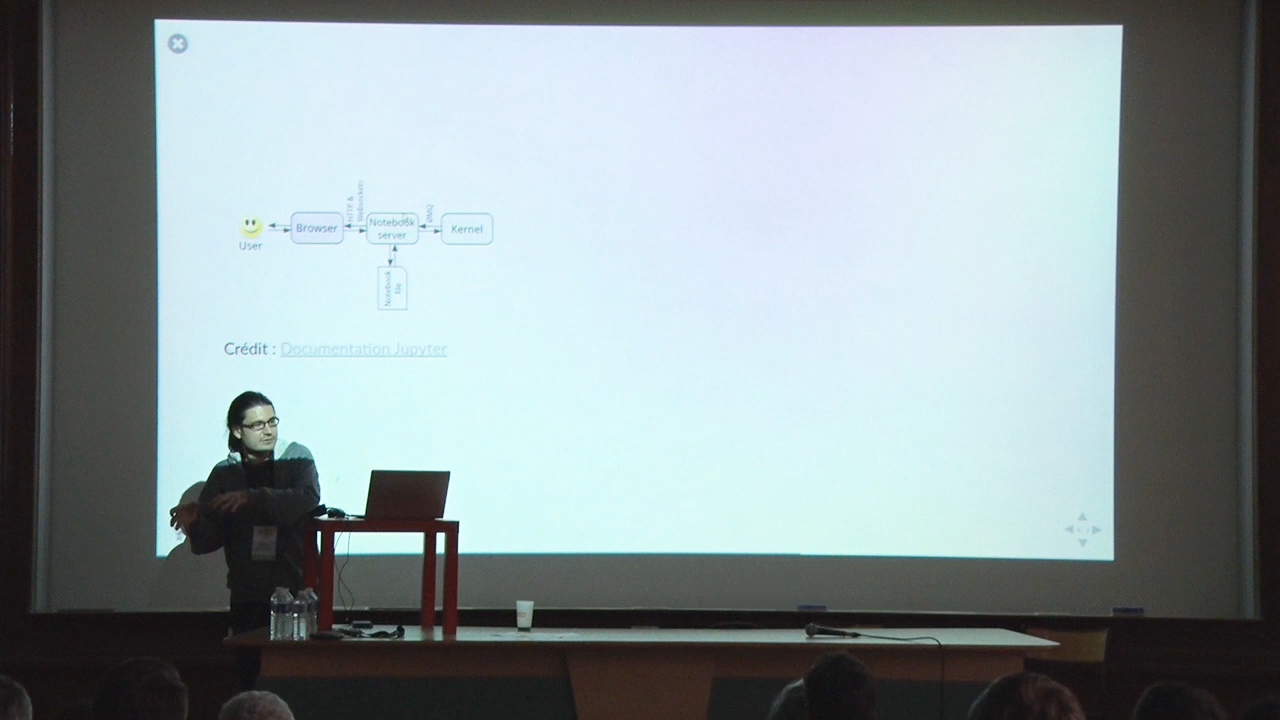 HTTP &
Websockets
ØMQ
User
Browser
Notebook
server
Kernel
Notebook
file
Crédit : Documentation Jupyter